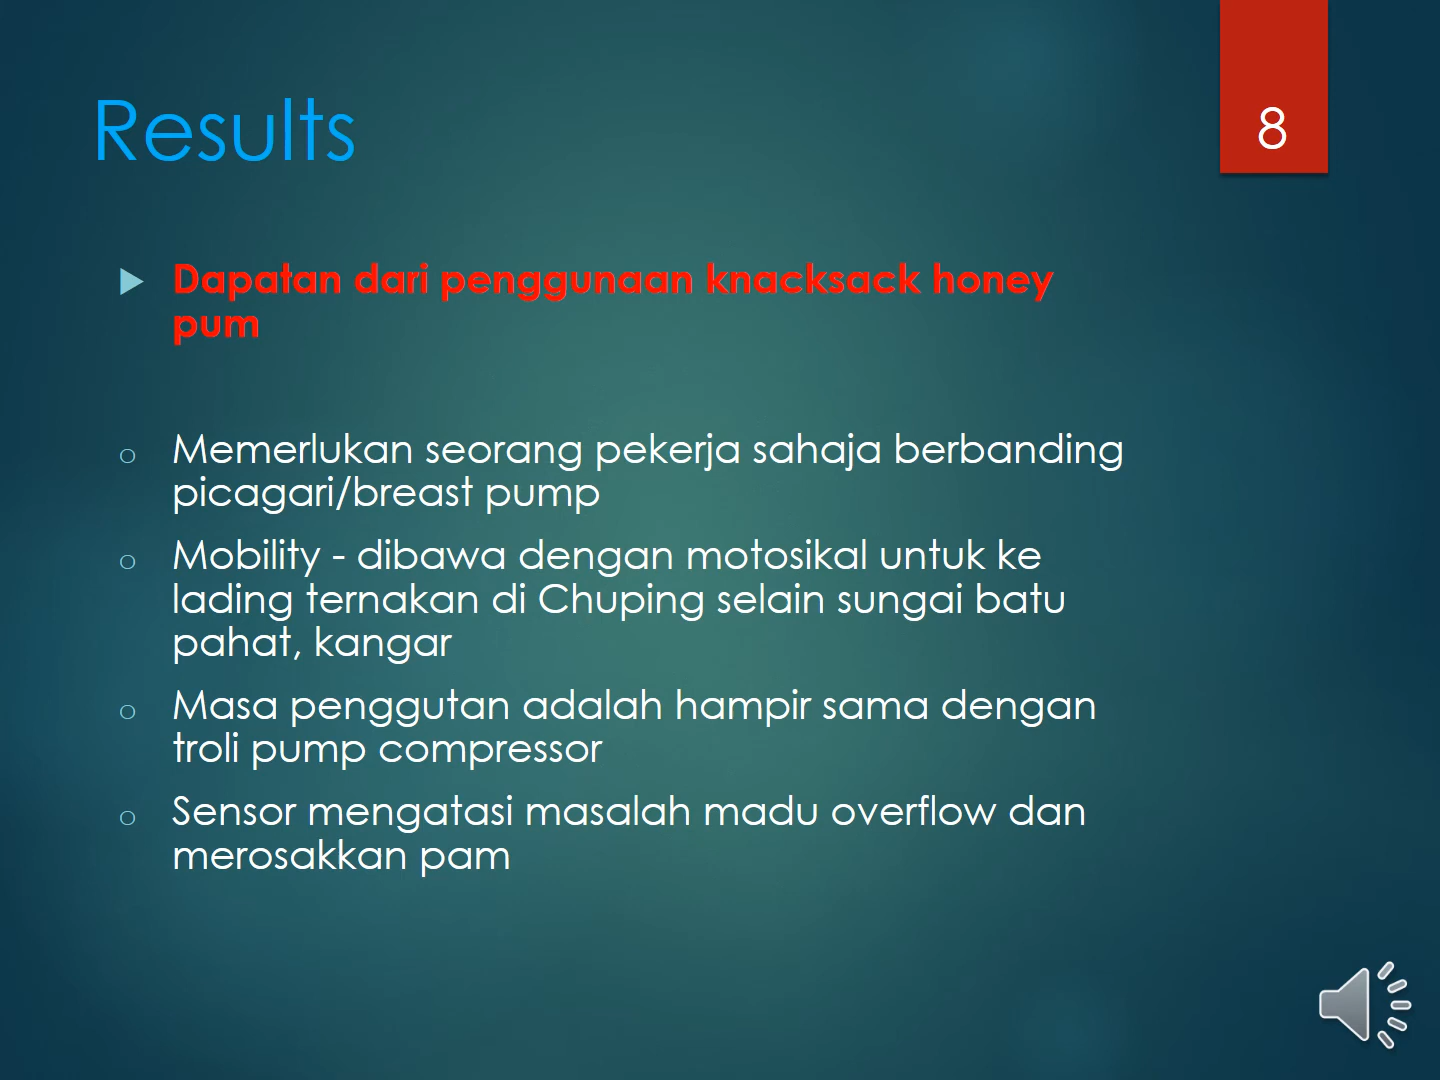 Results
8
Dapatan dari penggunaan knacksack honey
pum
Memerlukan seorang pekerja sahaja berbanding
picagari/breast pump
Mobility - dibawa dengan motosikal untuk ke
lading ternakan di Chuping selain sungai batu
pahat, kangar
Masa penggutan adalah hampir sama dengan
troli pump compressor
Sensor mengatasi masalah madu overflow dan
merosakkan pam